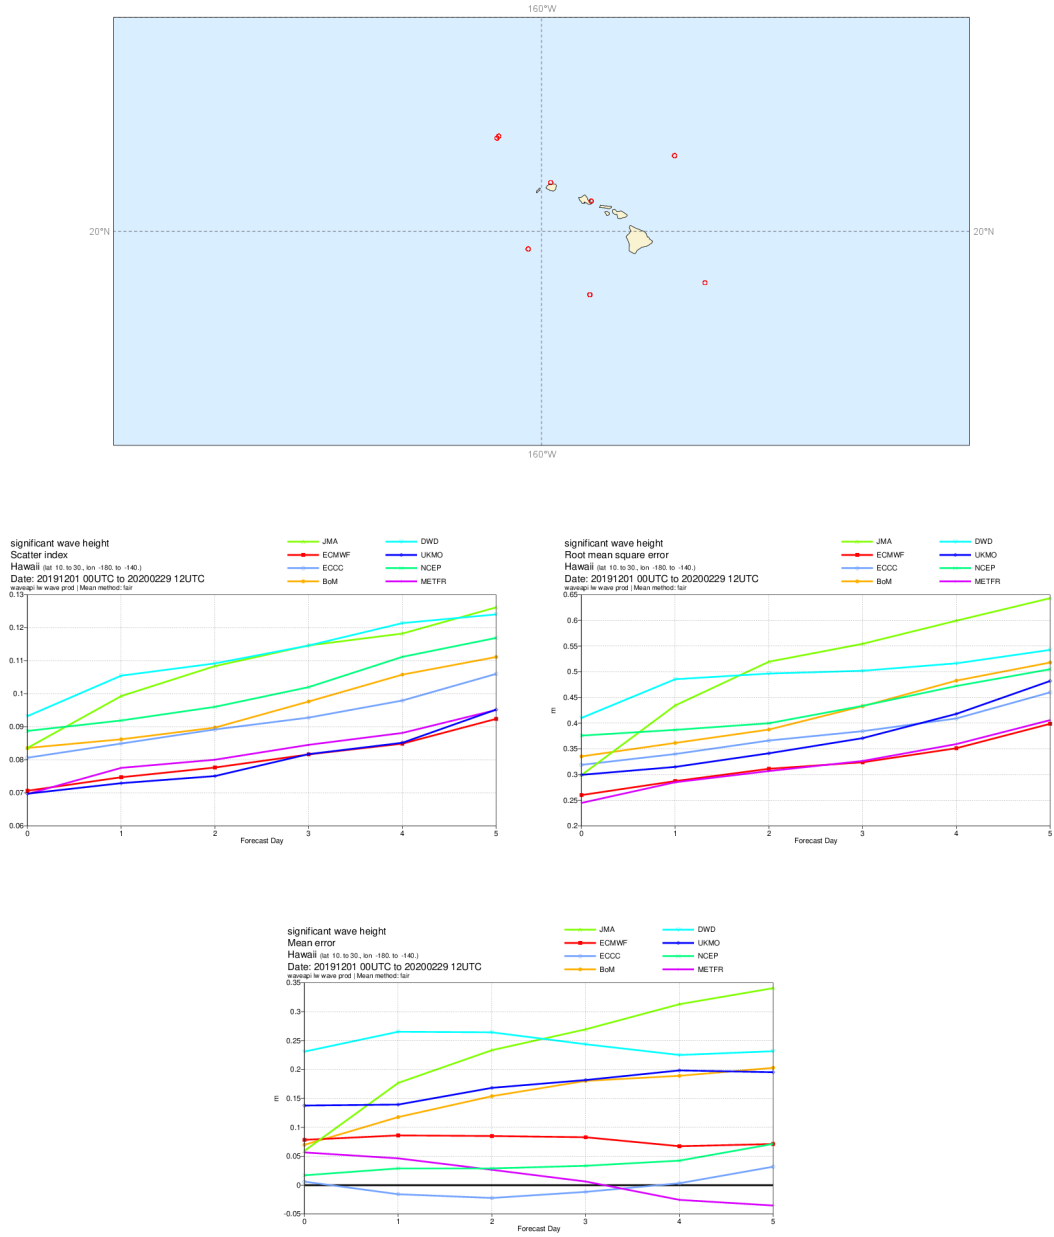 160°W
20°N
20°N
160°W
significant wave height
Scatter index
Hawaii (lat 10. to 30., lon -180. to -140.)
Date: 20191201 00UTC to 20200229 12UTC
waveapi lw wave prod | Mean method: fair
JMA
DWD
ECMWF
UKMO
ECCC
NCEP
BoM
METFR
0.13
0.12
0.11
0.1
0.09
0.08
0.07
0.06
0 1 2 3 4 5
Forecast Day
significant wave height
Root mean square error
Hawaii (lat 10. to 30., lon -180. to -140.)
Date: 20191201 00UTC to 20200229 12UTC
waveapi lw wave prod | Mean method: fair
JMA
DWD
ECMWF
UKMO
ECCC
NCEP
BoM
METFR
0.65
0.6
0.55
0.5
0.45
0.4
0.35
0.3
0.25
0.2
m
0 1 2 3 4 5
Forecast Day
significant wave height
Mean error
Hawaii (lat 10. to 30., lon -180. to -140.)
Date: 20191201 00UTC to 20200229 12UTC
waveapi lw wave prod | Mean method: fair
JMA
DWD
ECMWF
UKMO
ECCC
NCEP
BoM
METFR
0.35
0.3
0.25
0.2
0.15
0.1
0.05
0
-0.05
m
0 1 2 3 4 5
Forecast Day